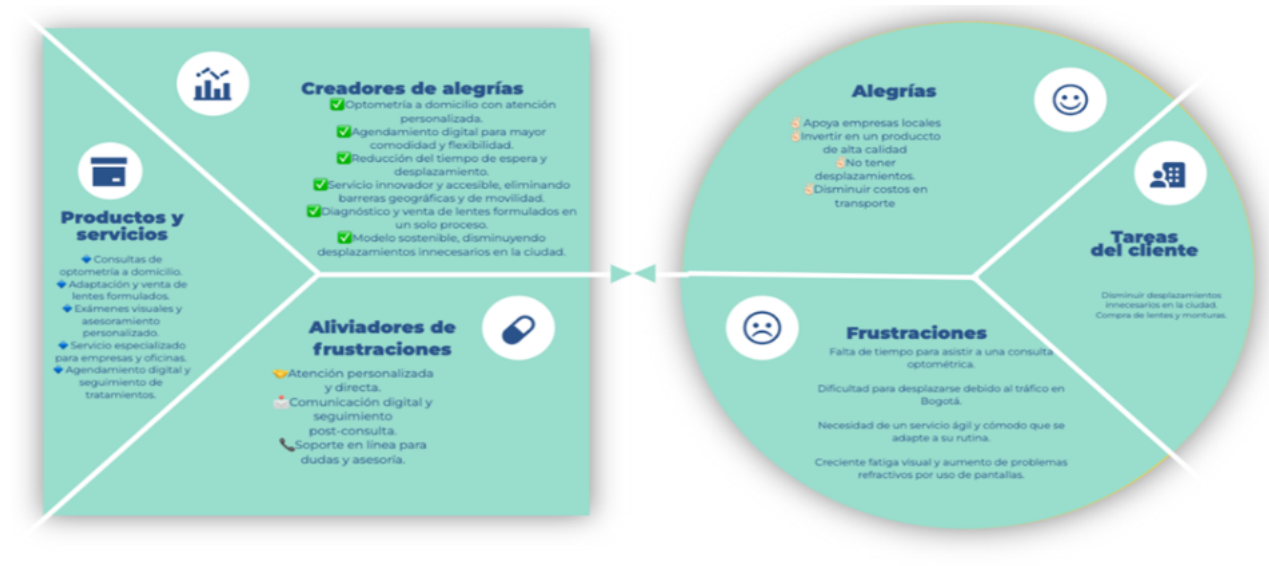 Creadores de alegrías
✅Optometría a domicilio con atención
personalizada.
✅Agendamiento digital para mayor
comodidad y flexibilidad.
✅Reducción del tiempo de espera y
desplazamiento.
✅Servicio innovador y accesible, eliminando
barreras geográficas y de movilidad.
✅Diagnóstico y venta de lentes formulados en
un solo proceso.
✅Modelo sostenible, disminuyendo
desplazamientos innecesarios en la ciudad.
Productos y
servicios
🔹Consultas de
optometría a domicilio.
🔹Adaptación y venta de
lentes formulados.
🔹Exámenes visuales y
asesoramiento
personalizado.
🔹Servicio especializado
para empresas y oficinas.
🔹Agendamiento digital y
seguimiento de
tratamientos.
Aliviadores de
frustraciones
🤝Atención personalizada
y directa.
📩Comunicación digital y
seguimiento
post-consulta.
📞Soporte en línea para
dudas y asesoría.
Alegrías
👌🏻Apoya empresas locales
👌🏻Invertir en un produccto
de alta calidad
👌🏻No tener
desplazamientos.
👌🏻Disminuir costos en
transporte
Tareas
del cliente
Disminuir desplazamientos
innecesarios en la ciudad.
Compra de lentes y monturas.
Frustraciones
Falta de tiempo para asistir a una consulta
optométrica.
Dificultad para desplazarse debido al tráfico en
Bogotá.
Necesidad de un servicio ágil y cómodo que se
adapte a su rutina.
Creciente fatiga visual y aumento de problemas
refractivos por uso de pantallas.